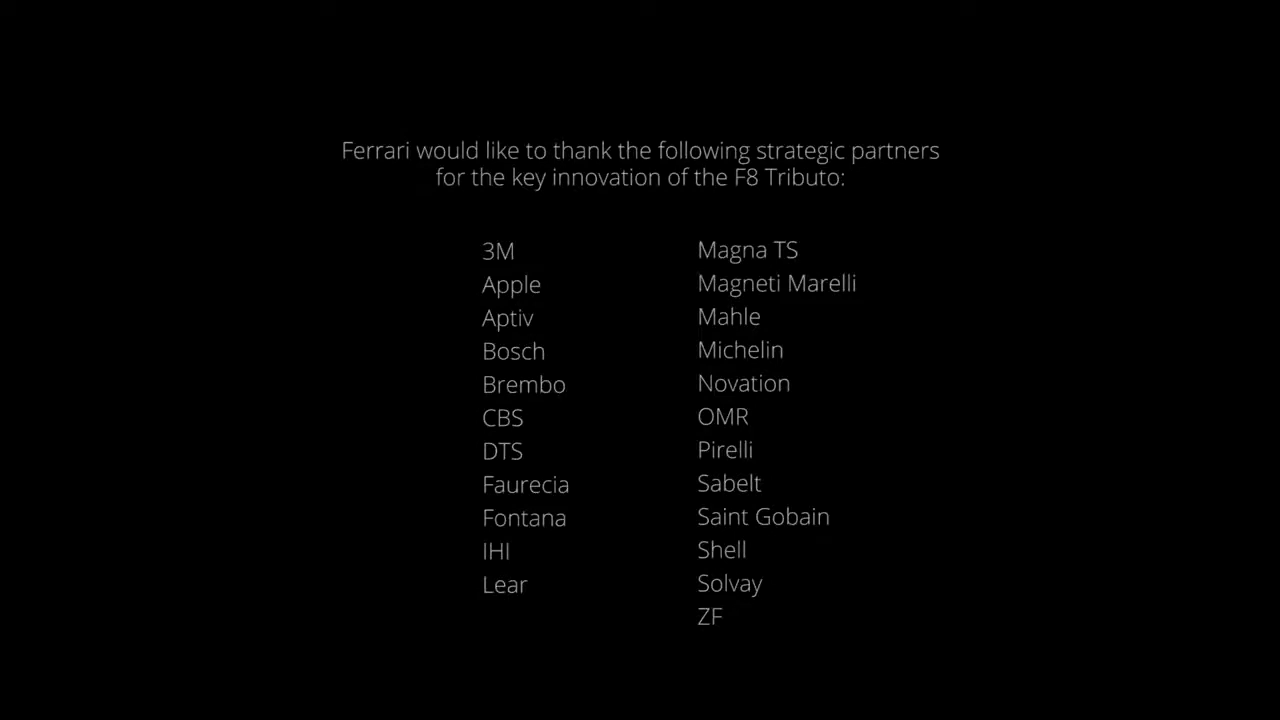 Ferrari would like to thank the following strategic partners
for the key innovation of the F8 Tributo:
3M
Apple
Aptiv
Bosch
Brembo
CBS
DTS
Faurecia
Fontana
IHI
Lear
Magna TS
Magneti Marelli
Mahle
Michelin
Novation
OMR
Pirelli
Sabelt
Saint Gobain
Shell
Solvay
ZF